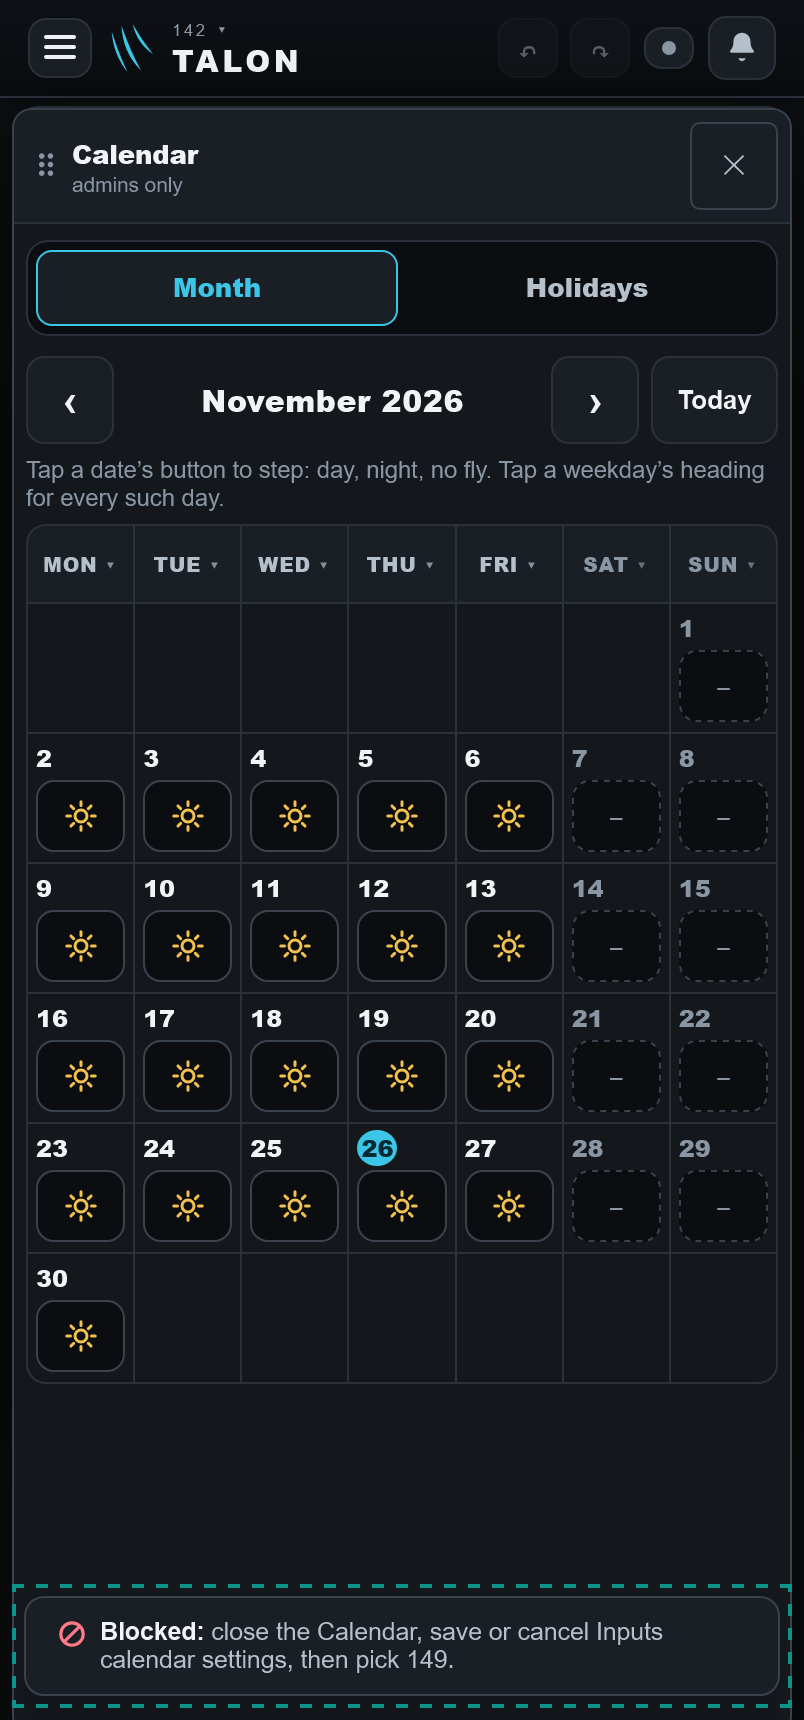 142 ▾
TALON
Calendar
admins only
Month Holidays
‹ November 2026 › Today
Tap a date’s button to step: day, night, no fly. Tap a weekday’s heading
for every such day.
MON ▾ TUE ▾ WED ▾ THU ▾ FRI ▾ SAT ▾ SUN ▾
1
–
2 3 4 5 6 7 8
– –
9 10 11 12 13 14 15
– –
16 17 18 19 20 21 22
– –
23 24 25 26 27 28 29
– –
30
Blocked: close the Calendar, save or cancel Inputs
calendar settings, then pick 149.